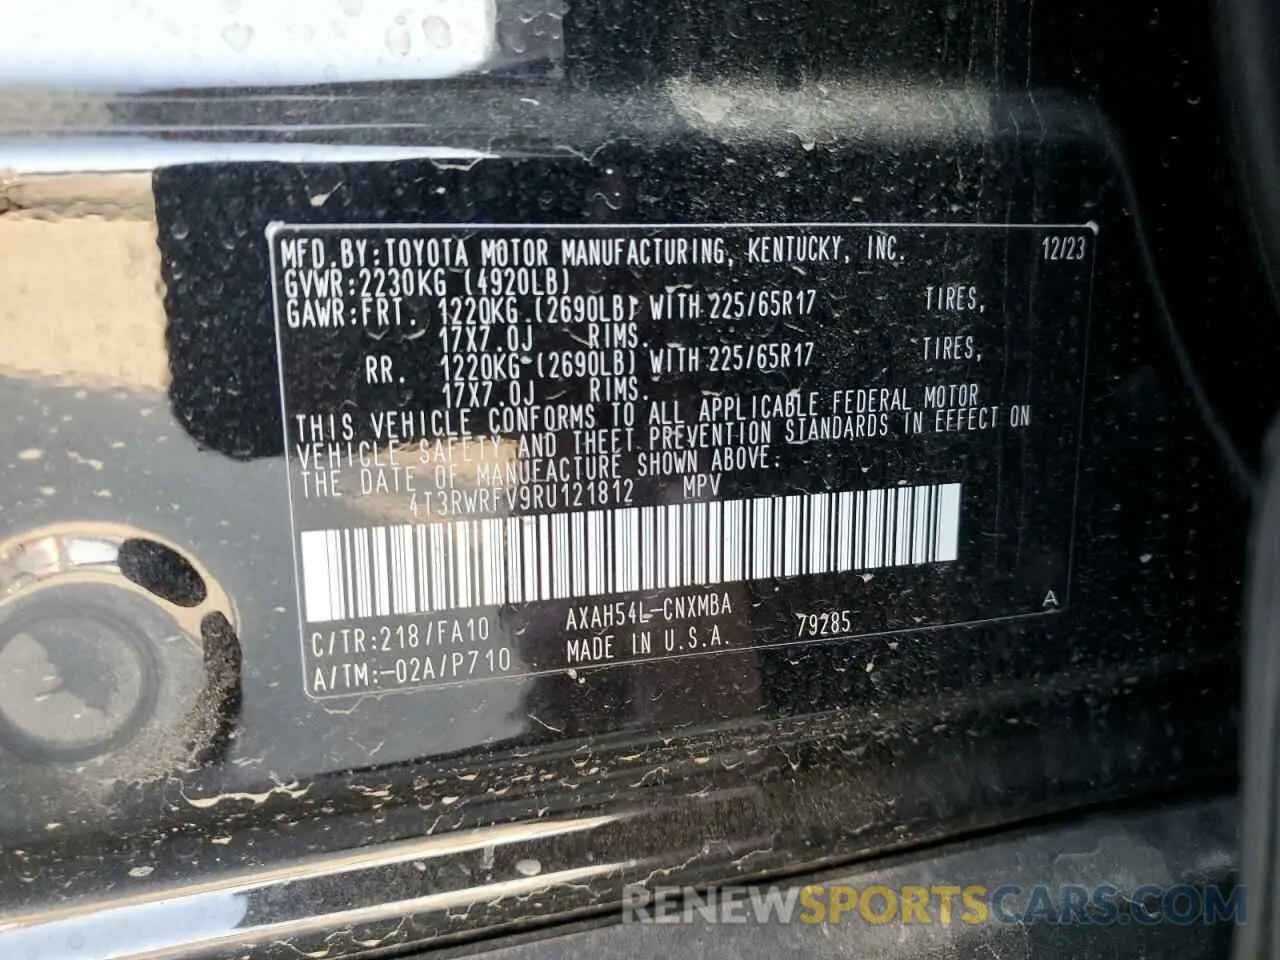 MFD.BY:TOYOTA MOTOR MANUFACTURING, KENTUCKY, INC. 12/23
GVWR:2230KG (4920LB)
GAWR:FRT. 1220KG (2690LB) WITH 225/65R17 TIRES,
17X7.0J RIMS.
RR. 1220KG (2690LB) WITH 225/65R17 TIRES,
17X7.0J RIMS.
THIS VEHICLE CONFORMS TO ALL APPLICABLE FEDERAL MOTOR
VEHICLE SAFETY AND THEFT PREVENTION STANDARDS IN EFFECT ON
THE DATE OF MANUFACTURE SHOWN ABOVE.
4T3RWRFV9RU121812 MPV
C/TR:218/FA10 AXAH54L-CNXMBA A
A/TM:-02A/P710 MADE IN U.S.A. 79285
RENEWSPORTSCARS.COM